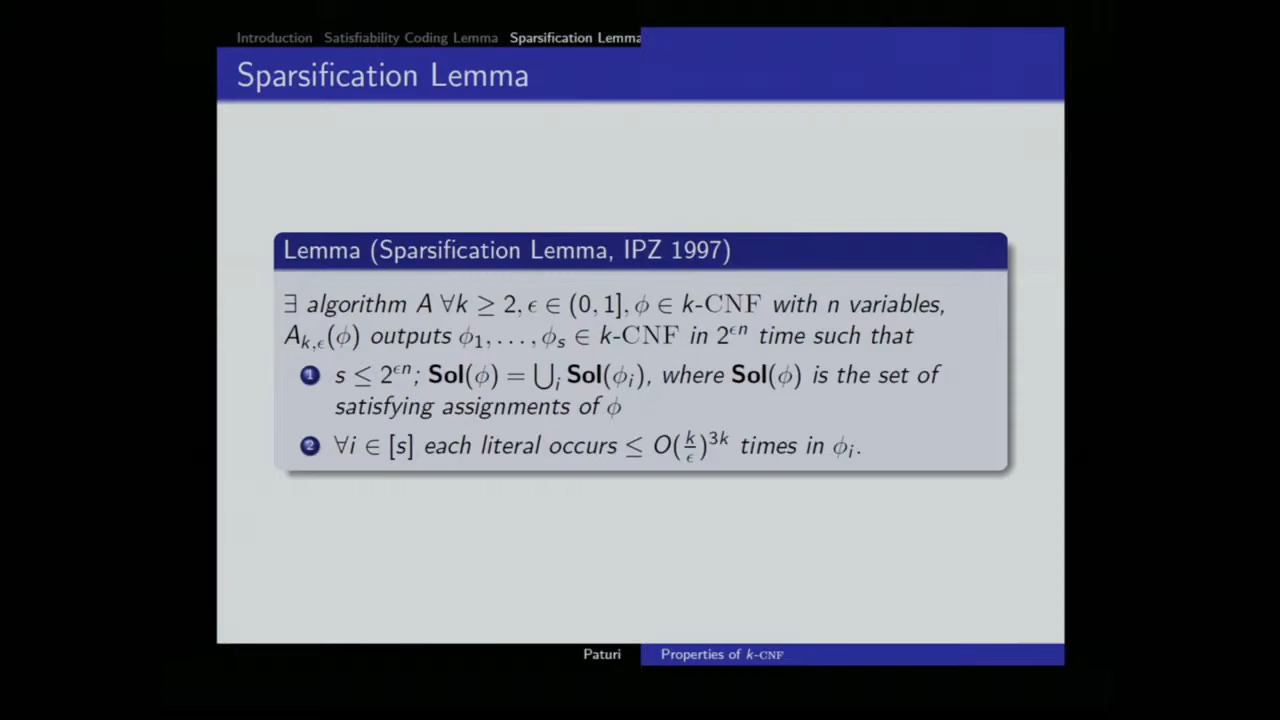 Introduction Satisfiability Coding Lemma Sparsification Lemma
Sparsification Lemma
Lemma (Sparsification Lemma, IPZ 1997)
∃ algorithm A ∀k ≥ 2, ϵ ∈ (0, 1], ϕ ∈ k-CNF with n variables,
A_{k,ϵ}(ϕ) outputs ϕ_1, . . . , ϕ_s ∈ k-CNF in 2^{ϵn} time such that
1 s ≤ 2^{ϵn}; Sol(ϕ) = ⋃_i Sol(ϕ_i), where Sol(ϕ) is the set of
satisfying assignments of ϕ
2 ∀i ∈ [s] each literal occurs ≤ O(k/ϵ)^{3k} times in ϕ_i.
Paturi Properties of k-CNF